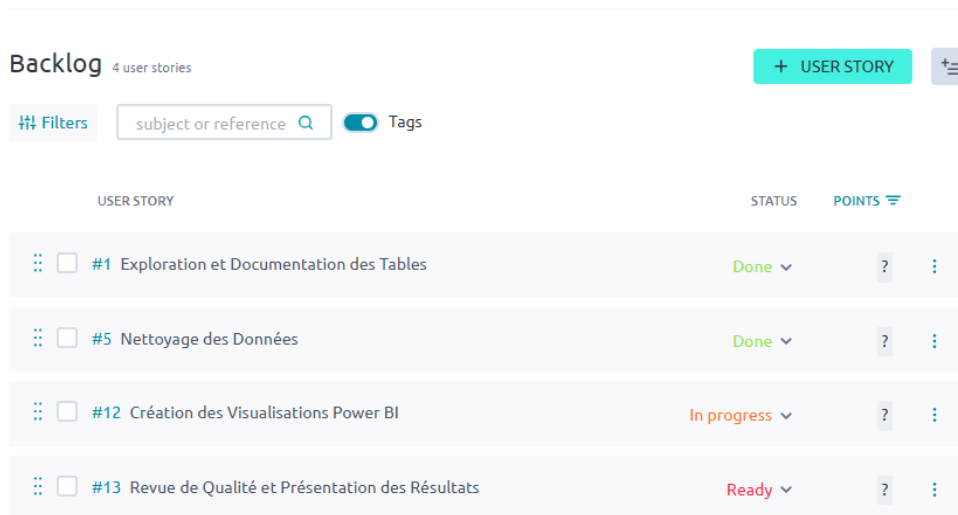 Backlog 4 user stories
+ USER STORY
Filters
subject or reference
Tags
USER STORY STATUS POINTS
#1 Exploration et Documentation des Tables Done ?
#5 Nettoyage des Données Done ?
#12 Création des Visualisations Power BI In progress ?
#13 Revue de Qualité et Présentation des Résultats Ready ?